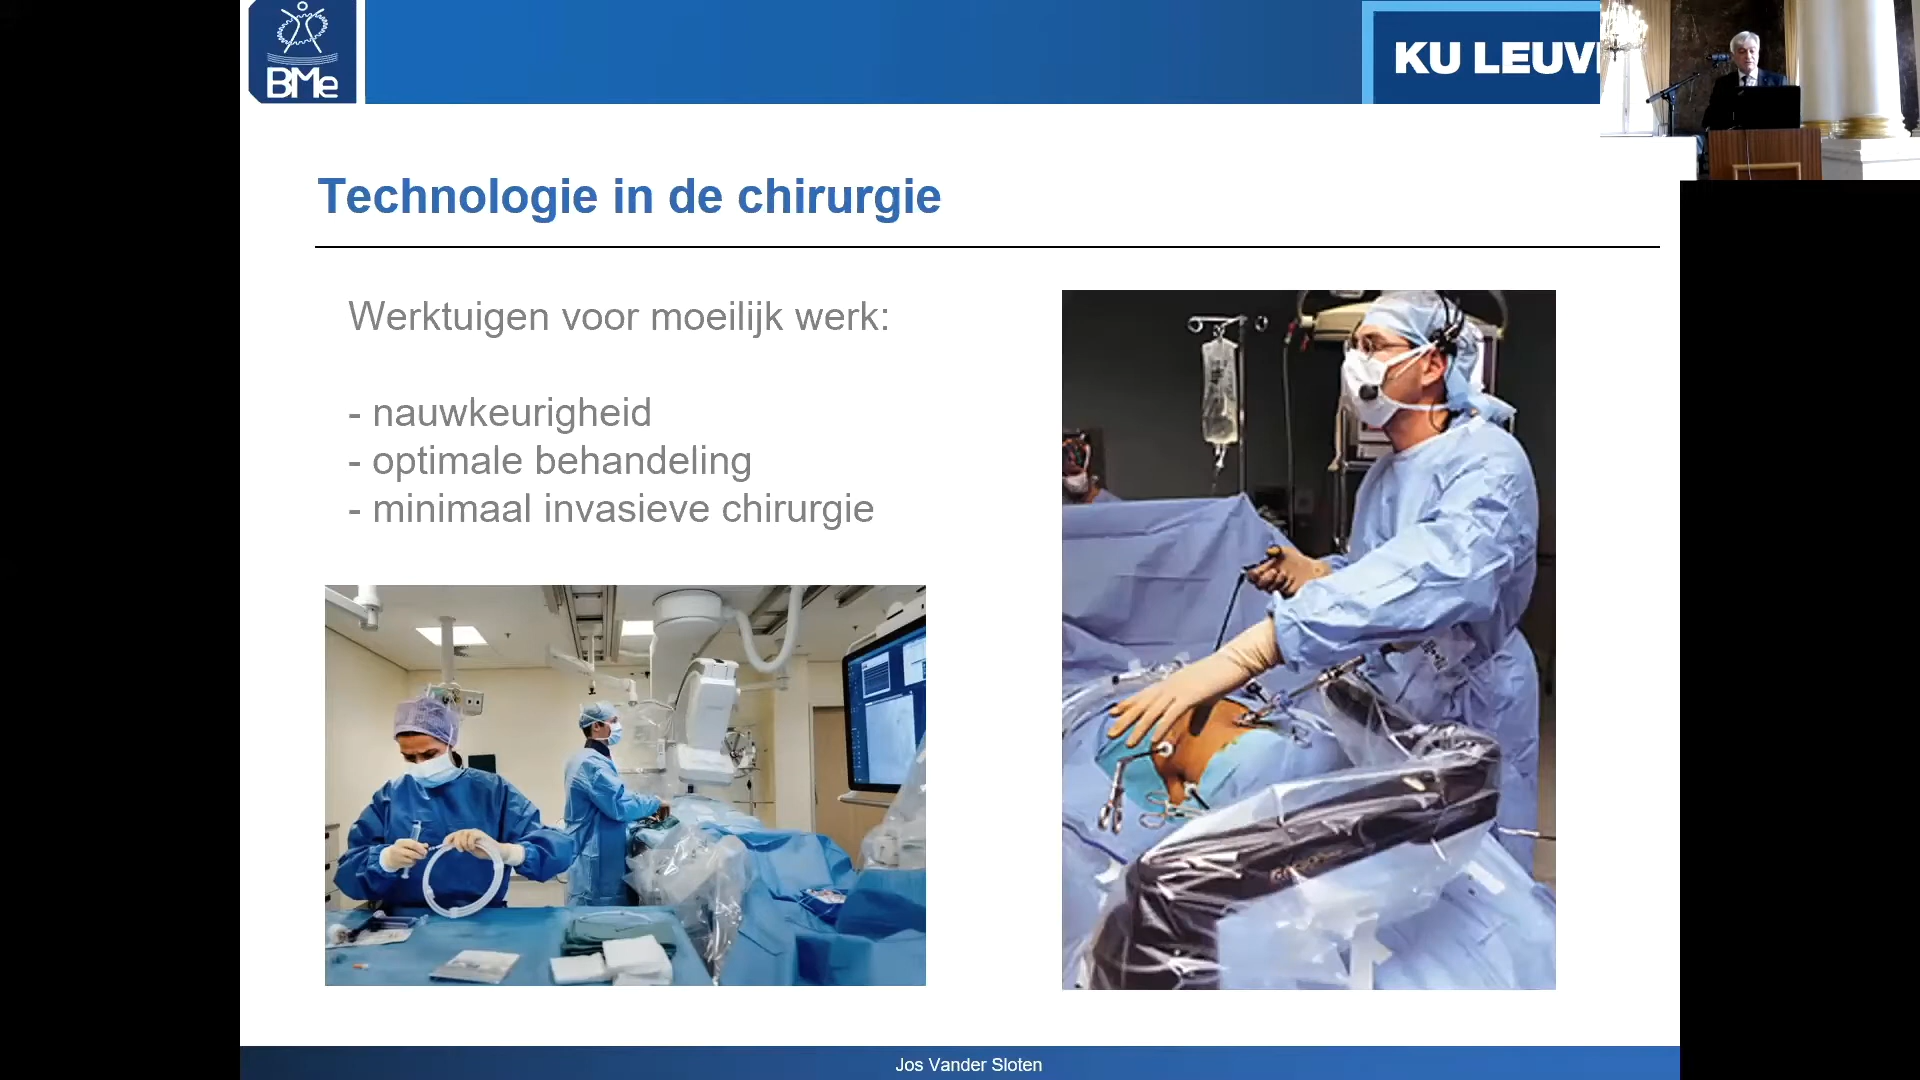 BMe
KU LEUV
Technologie in de chirurgie
Werktuigen voor moeilijk werk:
- nauwkeurigheid
- optimale behandeling
- minimaal invasieve chirurgie
Jos Vander Sloten